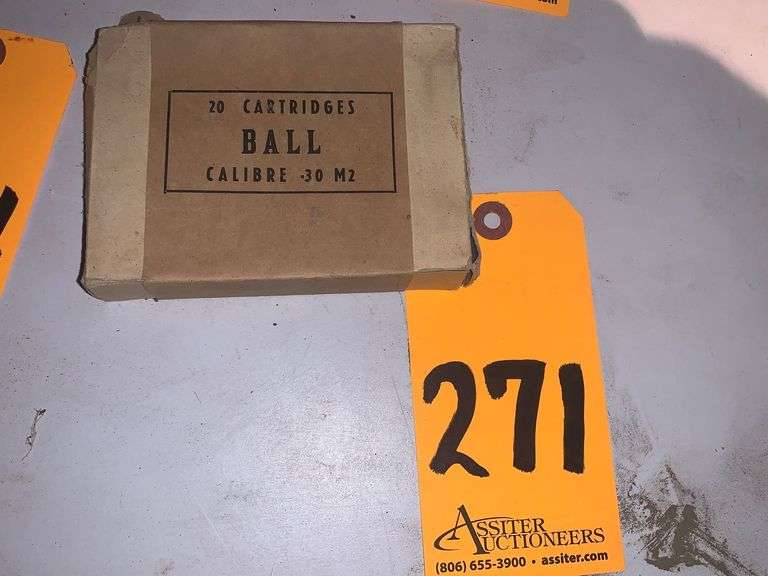 20 CARTRIDGES
BALL
CALIBRE .30 M2
271
ASSITER
AUCTIONEERS
(806) 655-3900 • assiter.com